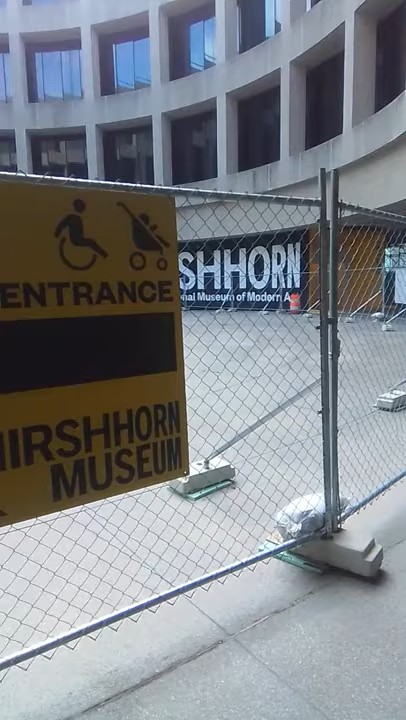 ENTRANCE
HIRSHHORN
MUSEUM
SHHORN
nal Museum of Modern A